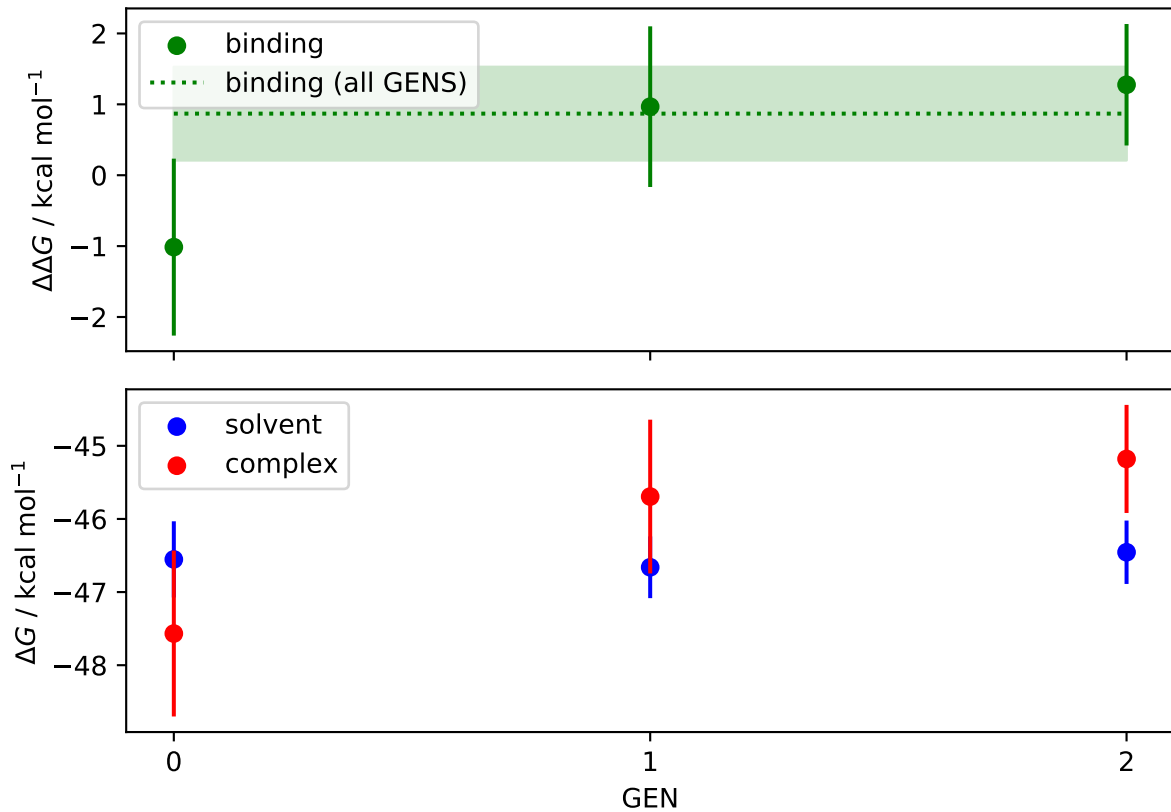 binding
binding (all GENS)
2
1
0
−1
−2
ΔΔG / kcal mol⁻¹
solvent
complex
−45
−46
−47
−48
ΔG / kcal mol⁻¹
0 1 2
GEN